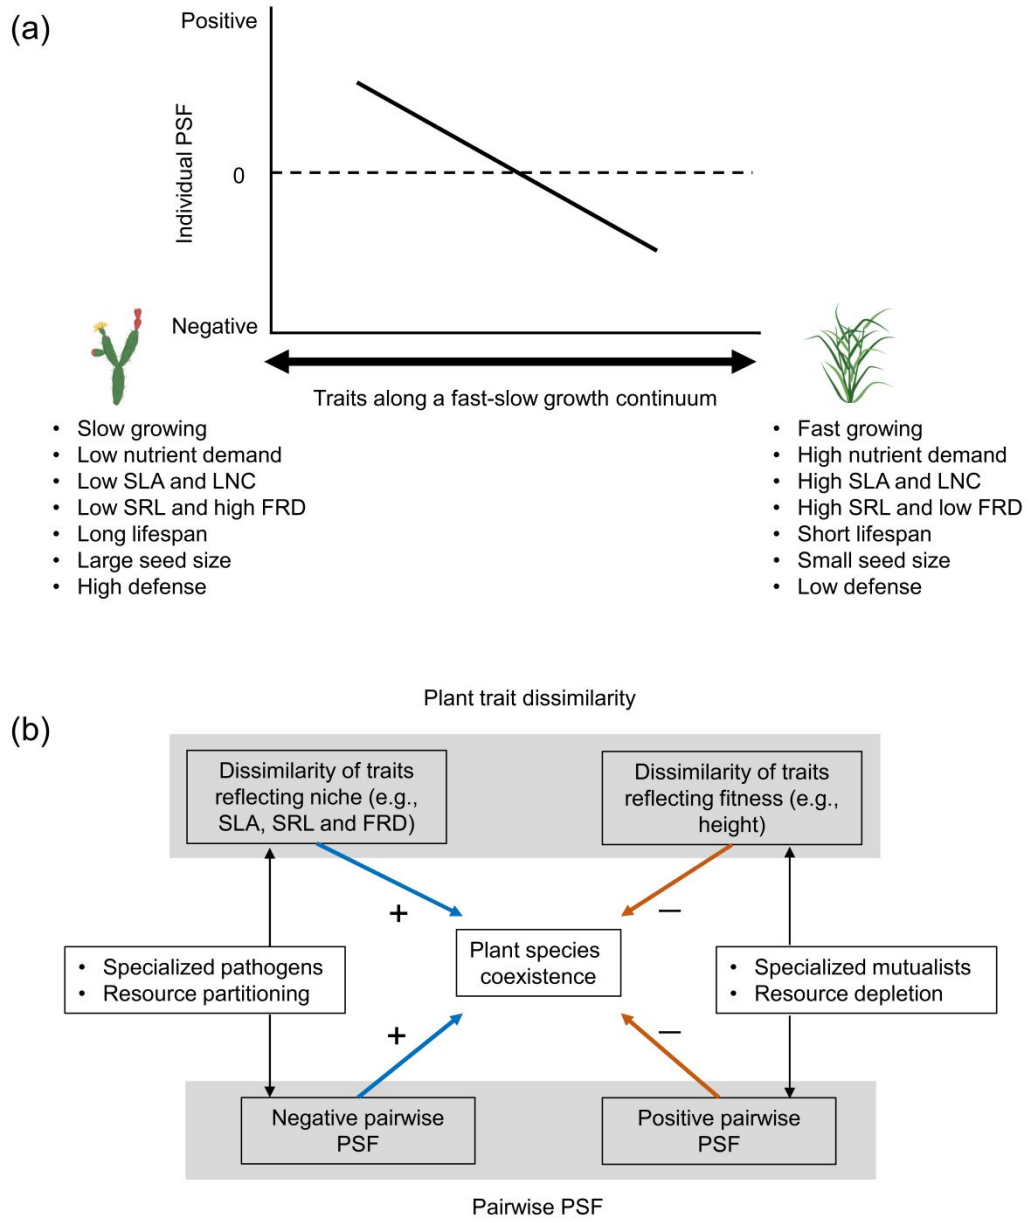 (a)
Positive
Individual PSF
0
Negative
Traits along a fast-slow growth continuum
• Slow growing
• Low nutrient demand
• Low SLA and LNC
• Low SRL and high FRD
• Long lifespan
• Large seed size
• High defense
• Fast growing
• High nutrient demand
• High SLA and LNC
• High SRL and low FRD
• Short lifespan
• Small seed size
• Low defense
(b)
Plant trait dissimilarity
Dissimilarity of traits
reflecting niche (e.g.,
SLA, SRL and FRD)
Dissimilarity of traits
reflecting fitness (e.g.,
height)
+
–
• Specialized pathogens
• Resource partitioning
Plant species
coexistence
• Specialized mutualists
• Resource depletion
+
–
Negative pairwise
PSF
Positive pairwise
PSF
Pairwise PSF